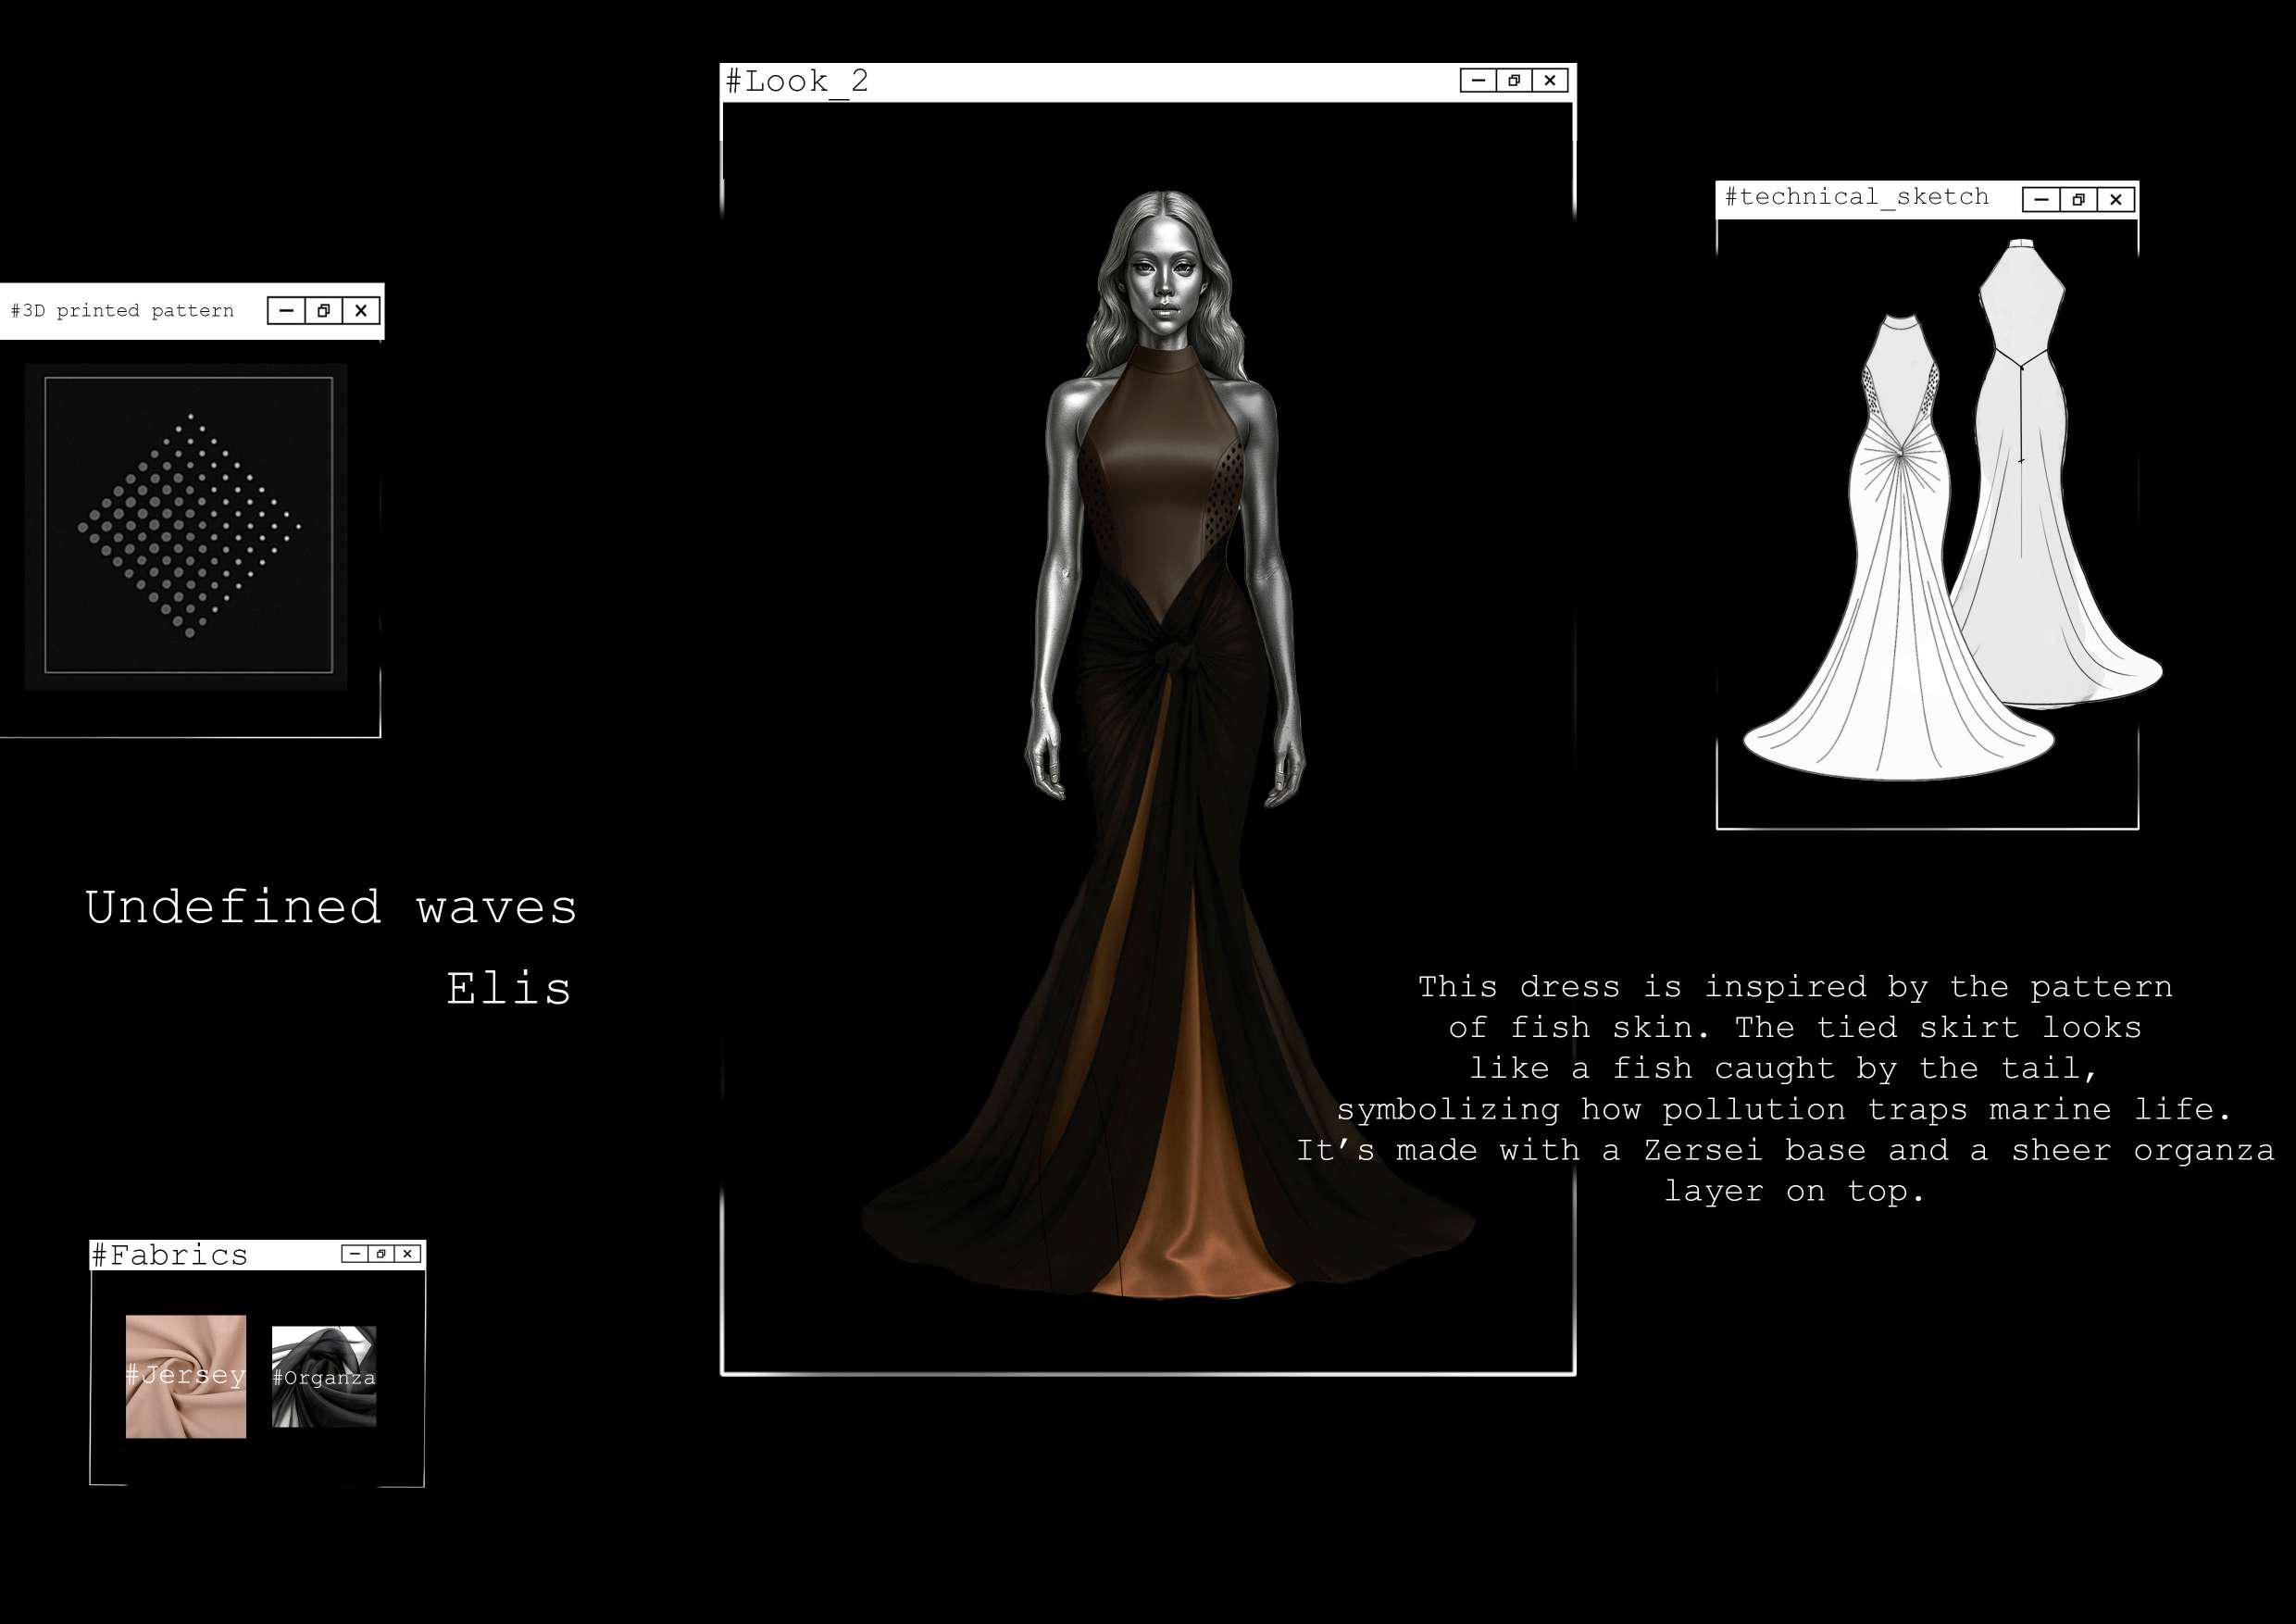 #Look_2
#technical_sketch
#3D printed pattern
Undefined waves
Elis
This dress is inspired by the pattern
of fish skin. The tied skirt looks
like a fish caught by the tail,
symbolizing how pollution traps marine life.
It’s made with a Zersei base and a sheer organza
layer on top.
#Fabrics
#Jersey
#Organza